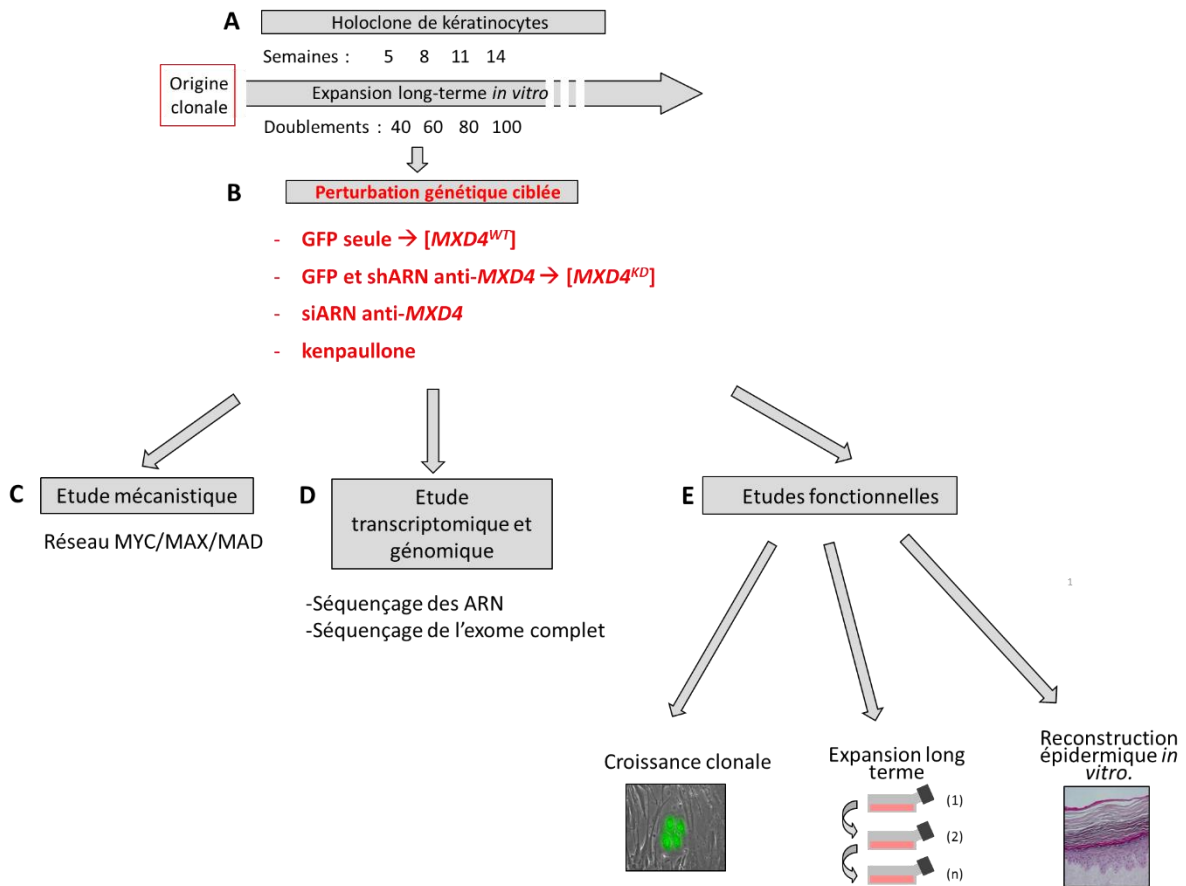 A
Holoclone de kératinocytes
Semaines : 5 8 11 14
Origine
clonale
Expansion long-terme in vitro
Doublements : 40 60 80 100
B
Perturbation génétique ciblée
- GFP seule → [MXD4WT]
- GFP et shARN anti-MXD4 → [MXD4KD]
- siARN anti-MXD4
- kenpaullone
C
Etude mécanistique
Réseau MYC/MAX/MAD
D
Etude
transcriptomique et
génomique
-Séquençage des ARN
-Séquençage de l'exome complet
E
Etudes fonctionnelles
1
Croissance clonale
Expansion long
terme
(1)
(2)
(n)
Reconstruction
épidermique in
vitro.